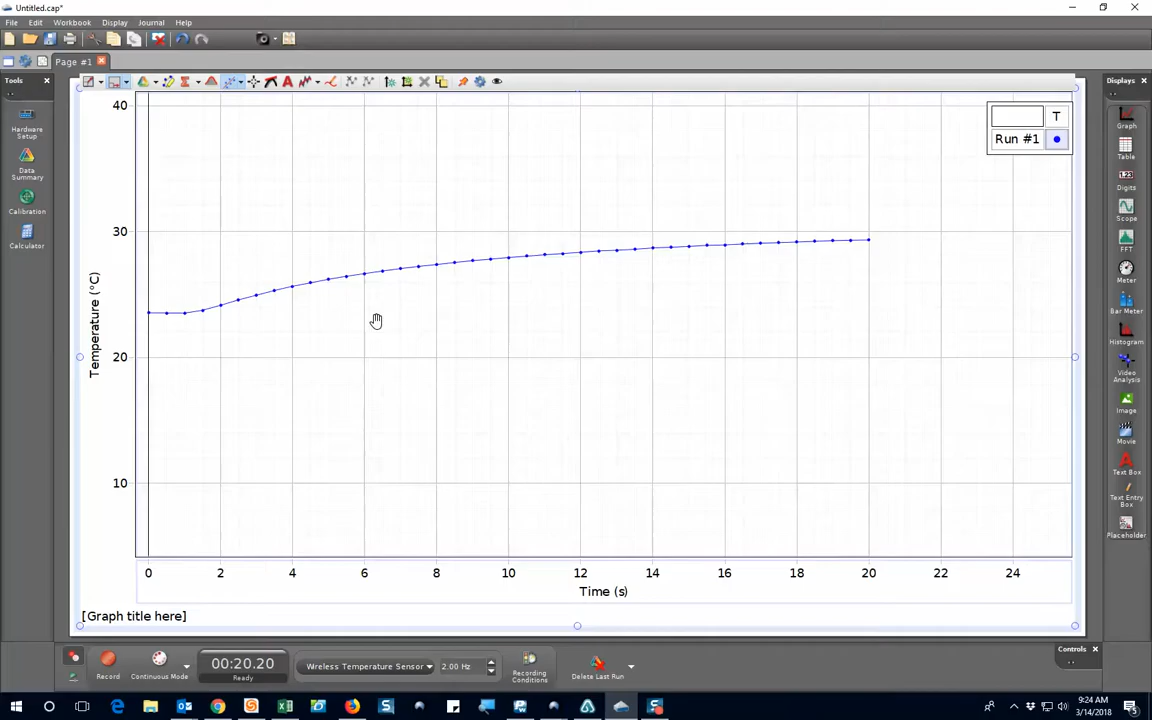 Untitled.cap*
File Edit Workbook Display Journal Help
Page #1
Tools Displays
Hardware Setup
Data Summary
Calibration
Calculator
40
30
20
10
Temperature (°C)
T
Run #1
0 2 4 6 8 10 12 14 16 18 20 22 24
Time (s)
[Graph title here]
Graph
Table
1.23
Digits
Scope
FFT
Meter
Bar Meter
Histogram
Video Analysis
Image
Movie
Text Box
Text Entry Box
Placeholder
Record
Continuous Mode
00:20.20
Ready
Wireless Temperature Sensor
2.00 Hz
Recording Conditions
Delete Last Run
Controls
9:24 AM
3/14/2018
5